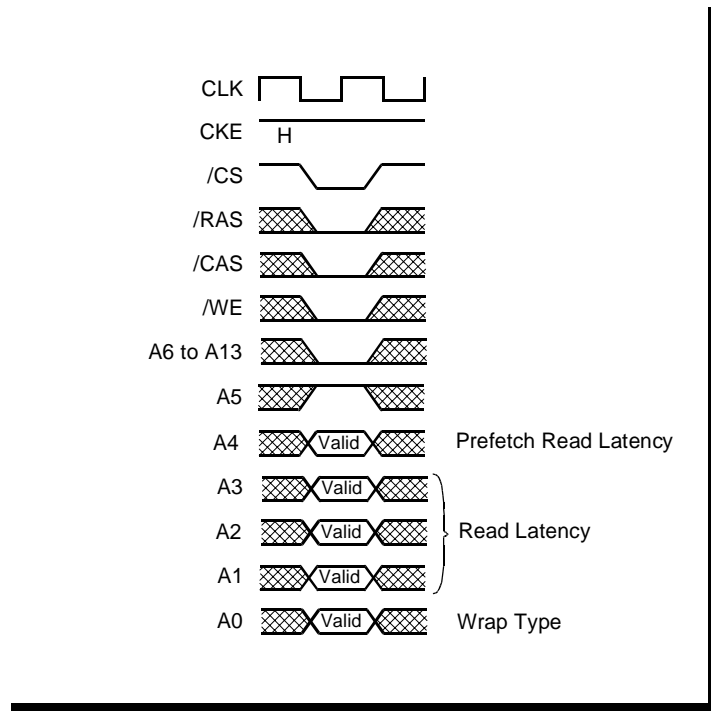 CLK
CKE H
/CS
/RAS
/CAS
/WE
A6 to A13
A5
A4 Valid Prefetch Read Latency
A3 Valid
A2 Valid Read Latency
A1 Valid
A0 Valid Wrap Type